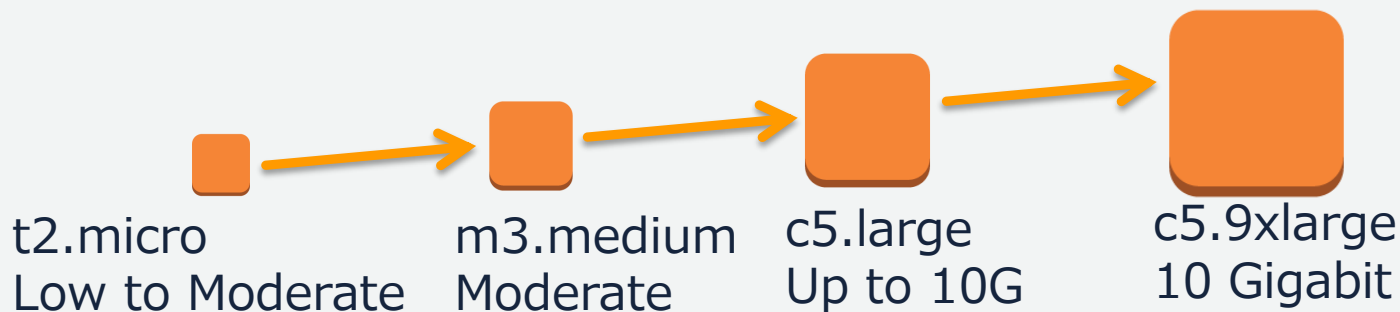 t2.micro
Low to Moderate
m3.medium
Moderate
c5.large
Up to 10G
c5.9xlarge
10 Gigabit